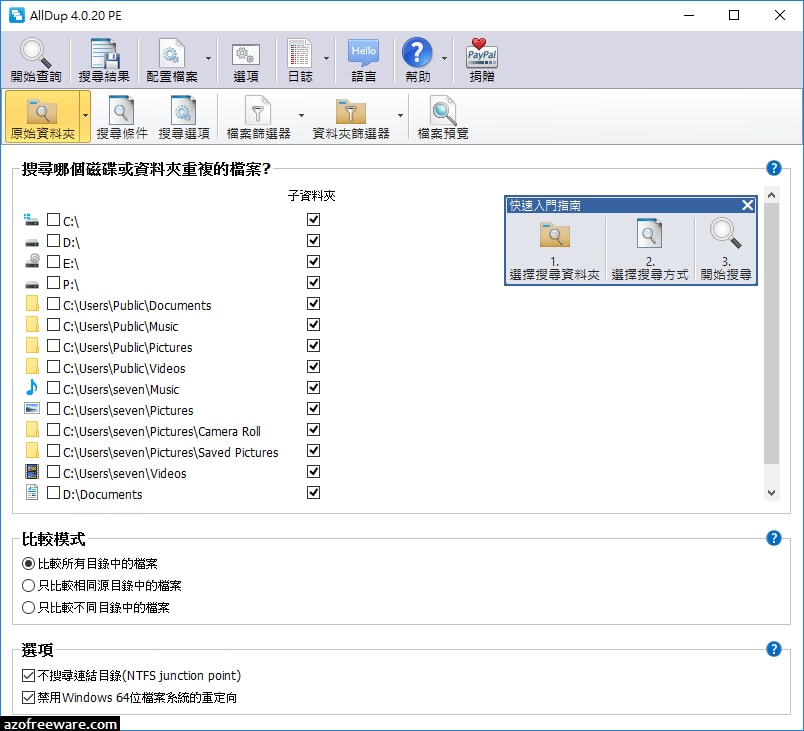 AllDup 4.0.20 PE
開始查詢 搜尋結果 配置檔案 選項 日誌 Hello 語言 ? 幫助 PayPal 捐贈
原始資料夾 搜尋條件 搜尋選項 檔案篩選器 資料夾篩選器 檔案預覽
搜尋哪個磁碟或資料夾重複的檔案?
子資料夾
C:\
D:\
E:\
P:\
C:\Users\Public\Documents
C:\Users\Public\Music
C:\Users\Public\Pictures
C:\Users\Public\Videos
C:\Users\seven\Music
C:\Users\seven\Pictures
C:\Users\seven\Pictures\Camera Roll
C:\Users\seven\Pictures\Saved Pictures
C:\Users\seven\Videos
D:\Documents
快速入門指南
1. 2. 3.
選擇搜尋資料夾 選擇搜尋方式 開始搜尋
比較模式
比較所有目錄中的檔案
只比較相同源目錄中的檔案
只比較不同目錄中的檔案
選項
不搜尋連結目錄(NTFS junction point)
禁用Windows 64位檔案系統的重定向
azofreeware.com